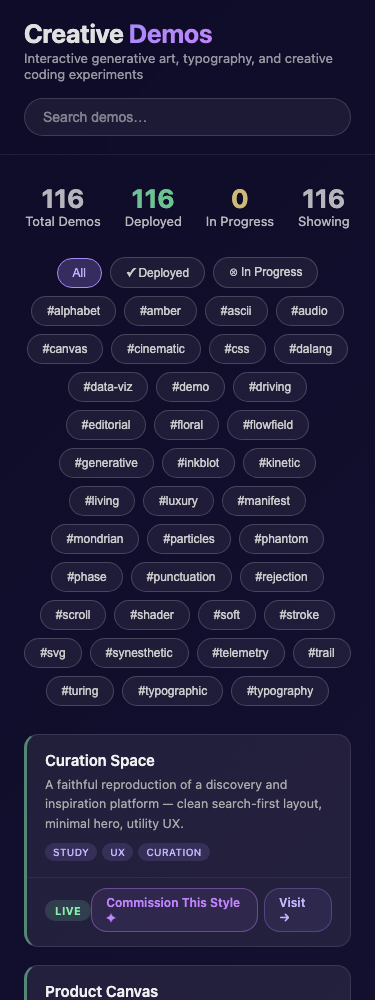 Creative Demos
Interactive generative art, typography, and creative
coding experiments
Search demos...
116 116 0 116
Total Demos Deployed In Progress Showing
All ✓ Deployed ⊗ In Progress
#alphabet #amber #ascii #audio
#canvas #cinematic #css #dalang
#data-viz #demo #driving
#editorial #floral #flowfield
#generative #inkblot #kinetic
#living #luxury #manifest
#mondrian #particles #phantom
#phase #punctuation #rejection
#scroll #shader #soft #stroke
#svg #synesthetic #telemetry #trail
#turing #typographic #typography
Curation Space
A faithful reproduction of a discovery and
inspiration platform — clean search-first layout,
minimal hero, utility UX.
STUDY UX CURATION
LIVE Commission This Style ✦ Visit →
Product Canvas